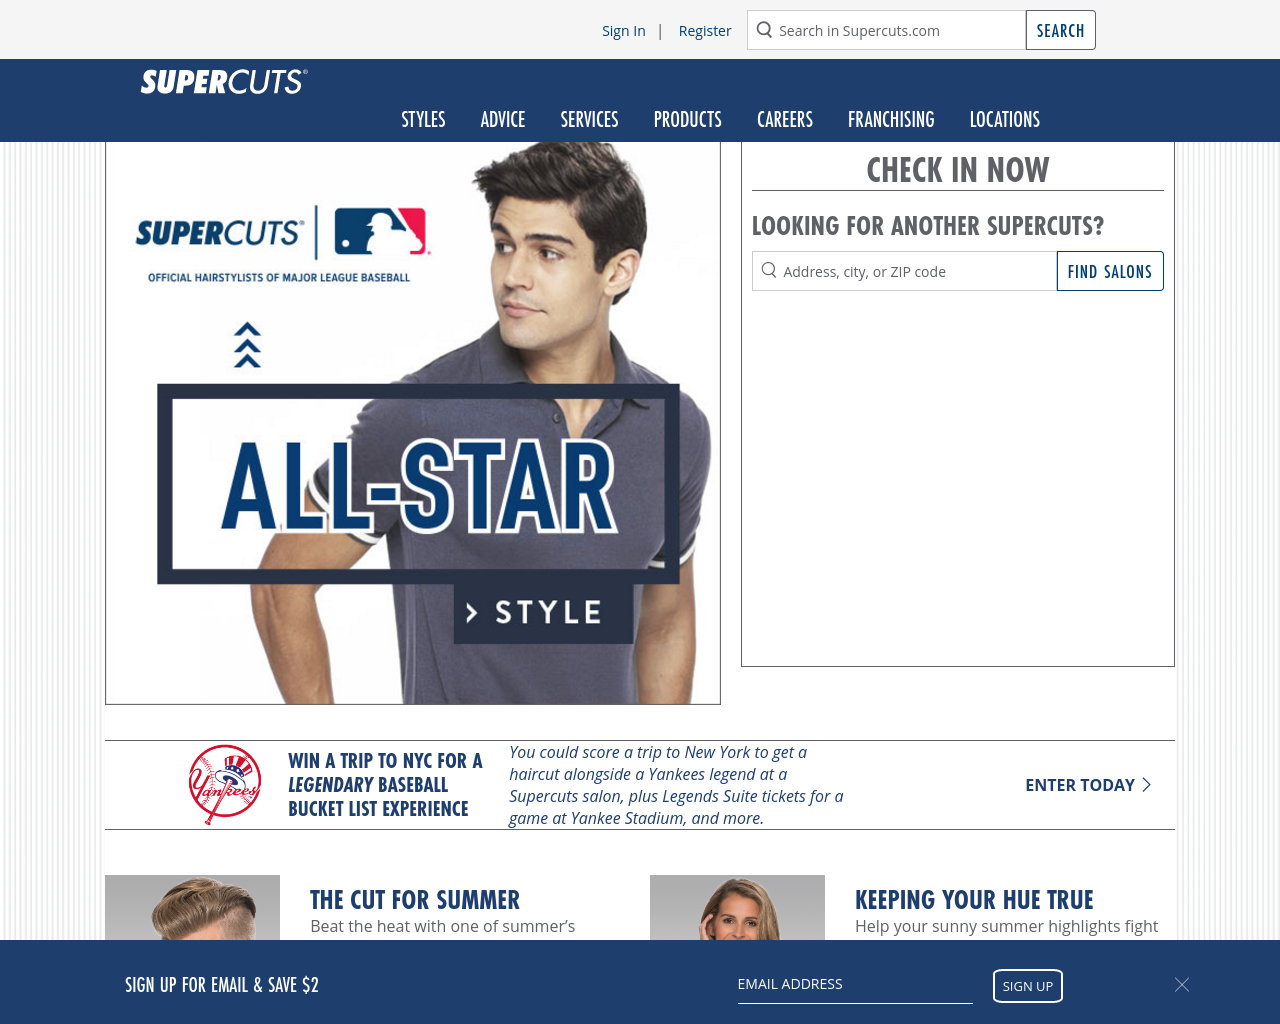 Sign In | Register
Search in Supercuts.com
SEARCH
SUPERCUTS®
STYLES ADVICE SERVICES PRODUCTS CAREERS FRANCHISING LOCATIONS
SUPERCUTS®
OFFICIAL HAIRSTYLISTS OF MAJOR LEAGUE BASEBALL
ALL-STAR
› STYLE
CHECK IN NOW
LOOKING FOR ANOTHER SUPERCUTS?
Address, city, or ZIP code
FIND SALONS
Yankees
WIN A TRIP TO NYC FOR A
LEGENDARY BASEBALL
BUCKET LIST EXPERIENCE
You could score a trip to New York to get a
haircut alongside a Yankees legend at a
Supercuts salon, plus Legends Suite tickets for a
game at Yankee Stadium, and more.
ENTER TODAY
THE CUT FOR SUMMER
Beat the heat with one of summer’s
KEEPING YOUR HUE TRUE
Help your sunny summer highlights fight
SIGN UP FOR EMAIL & SAVE $2
EMAIL ADDRESS
SIGN UP